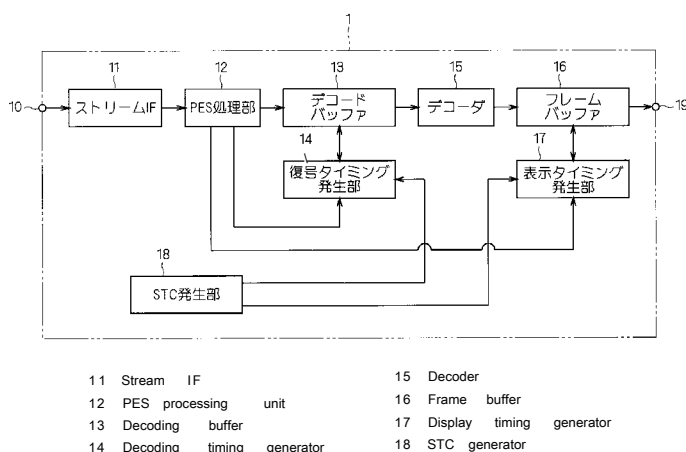 1
11
12
13
15
16
10
ストリームIF
PES処理部
デコード
バッファ
デコーダ
フレーム
バッファ
19
14
復号タイミング
発生部
17
表示タイミング
発生部
18
STC発生部
11 Stream IF
12 PES processing unit
13 Decoding buffer
14 Decoding timing generator
15 Decoder
16 Frame buffer
17 Display timing generator
18 STC generator